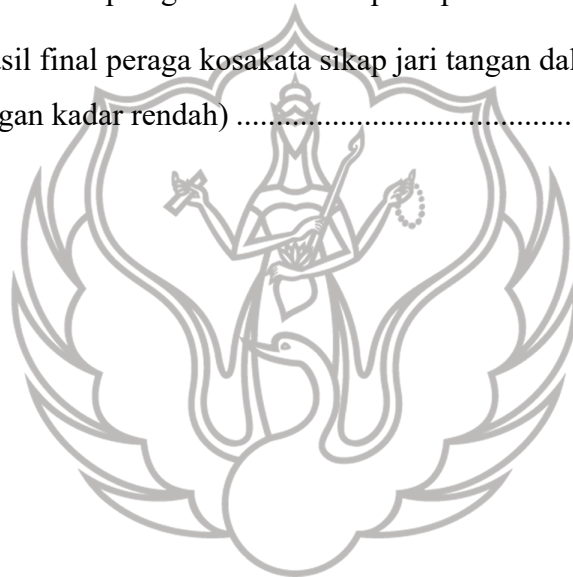 sil final peraga kosakata sikap jari tangan dal
gan kadar rendah) ........................................